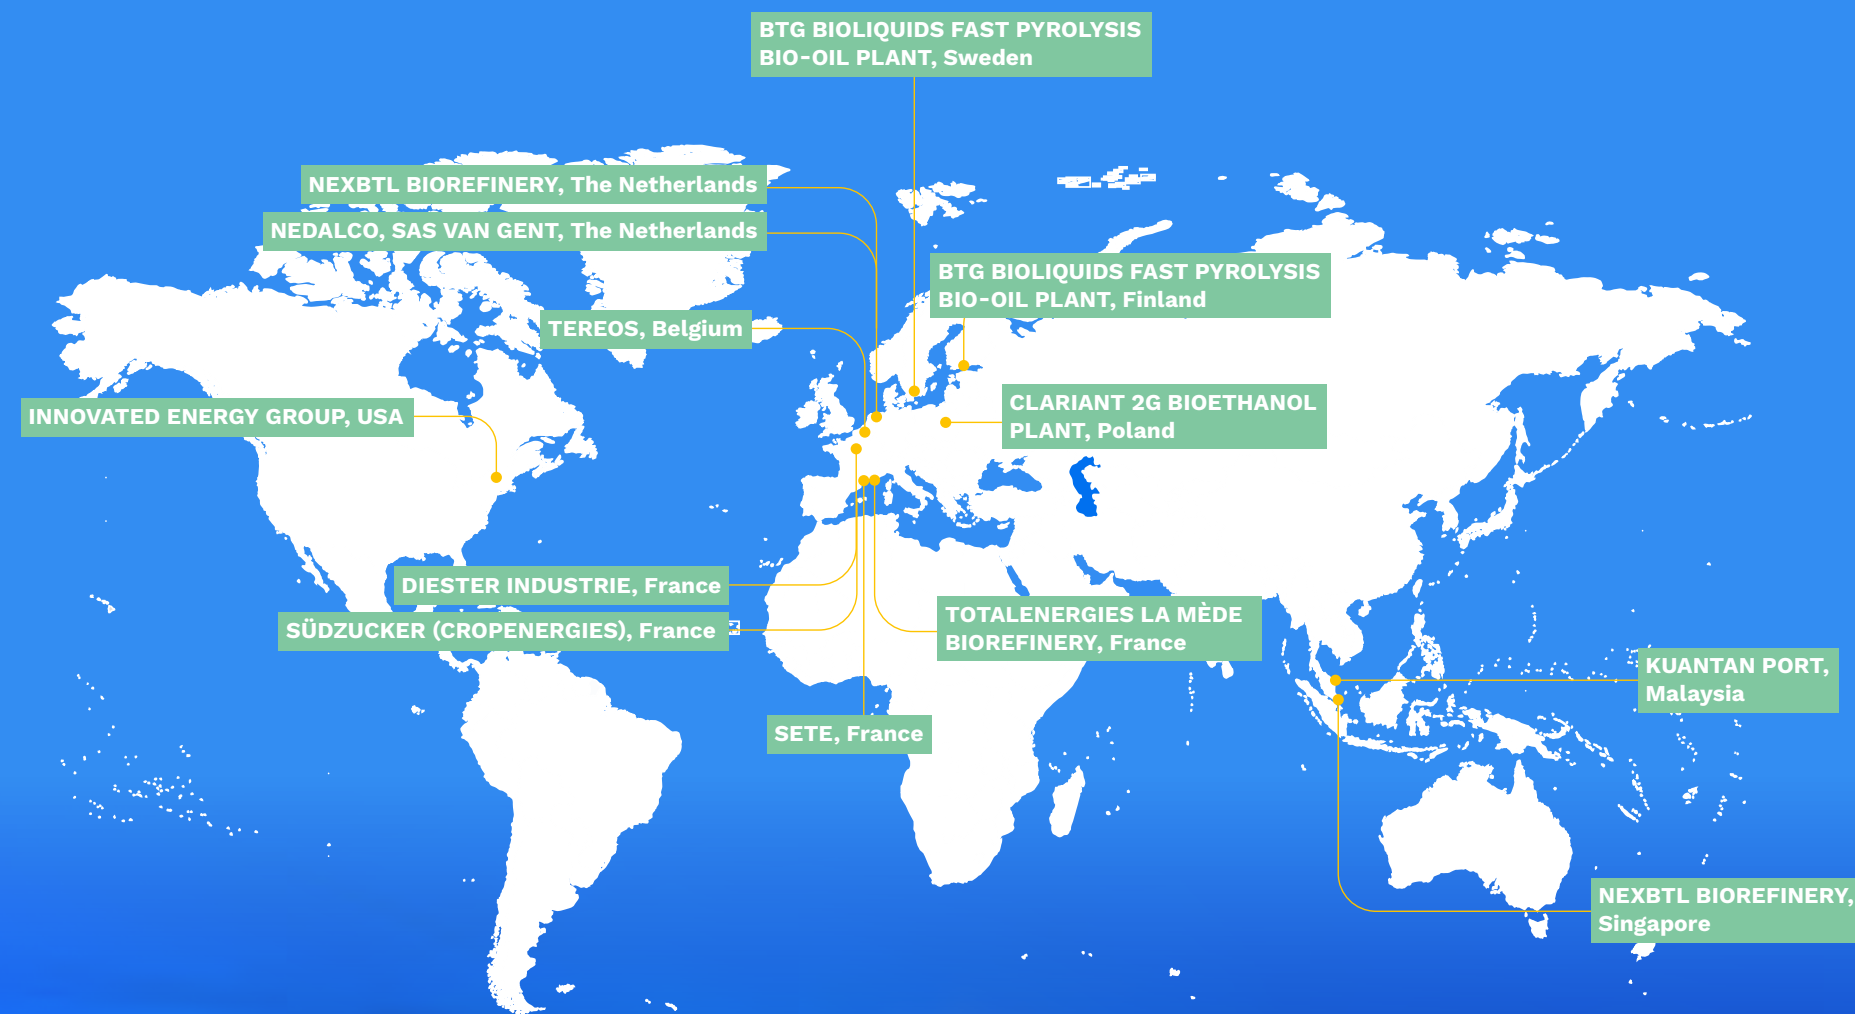 BTG BIOLIQUIDS FAST PYROLYSIS
BIO-OIL PLANT, Sweden
NEXBTL BIOREFINERY, The Netherlands
NEDALCO, SAS VAN GENT, The Netherlands
BTG BIOLIQUIDS FAST PYROLYSIS
BIO-OIL PLANT, Finland
TEREOS, Belgium
INNOVATED ENERGY GROUP, USA
CLARIANT 2G BIOETHANOL
PLANT, Poland
DIESTER INDUSTRIE, France
SÜDZUCKER (CROPENERGIES), France
TOTALENERGIES LA MÈDE
BIOREFINERY, France
KUANTAN PORT,
Malaysia
SETE, France
NEXBTL BIOREFINERY,
Singapore